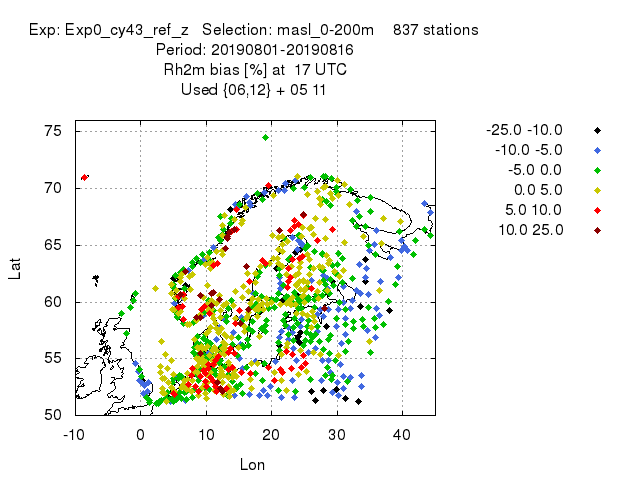 Exp: Exp0_cy43_ref_z Selection: masl_0-200m 837 stations
Period: 20190801-20190816
Rh2m bias [%] at 17 UTC
Used {06,12} + 05 11
75
70
65
60
55
50
-10 0 10 20 30 40
Lat
Lon
-25.0 -10.0
-10.0 -5.0
-5.0 0.0
0.0 5.0
5.0 10.0
10.0 25.0